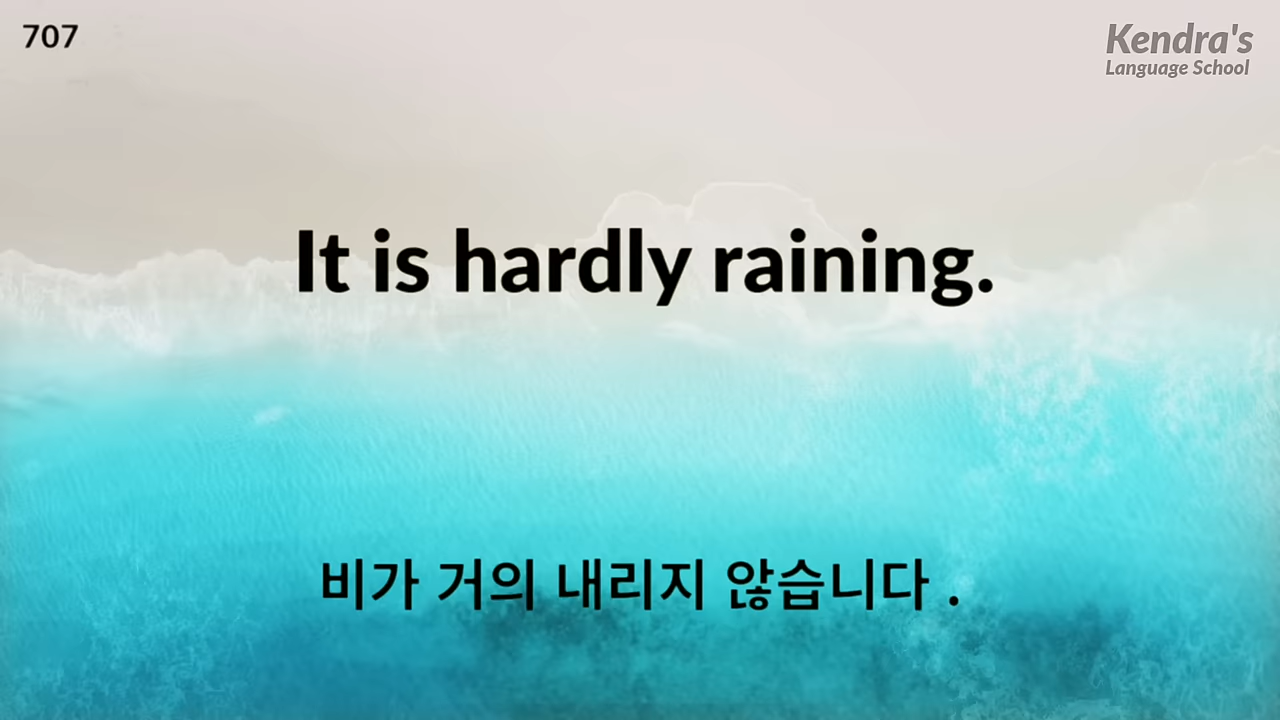 707
Kendra's
Language School
It is hardly raining.
비가 거의 내리지 않습니다 .